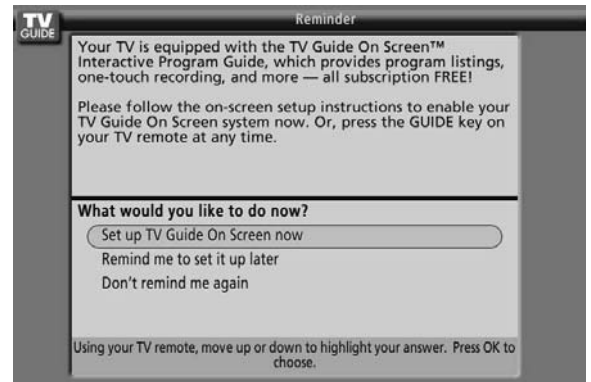 TV
GUIDE
Reminder
Your TV is equipped with the TV Guide On Screen™
Interactive Program Guide, which provides program listings,
one-touch recording, and more — all subscription FREE!
Please follow the on-screen setup instructions to enable your
TV Guide On Screen system now. Or, press the GUIDE key on
your TV remote at any time.
What would you like to do now?
Set up TV Guide On Screen now
Remind me to set it up later
Don't remind me again
Using your TV remote, move up or down to highlight your answer. Press OK to
choose.